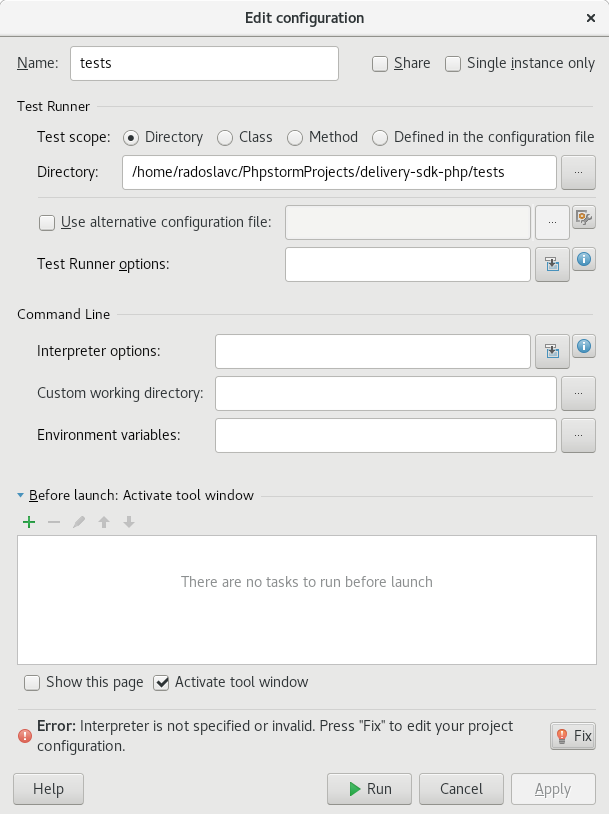 Edit configuration
Name: tests Share Single instance only
Test Runner
Test scope: Directory Class Method Defined in the configuration file
Directory: /home/radoslavc/PhpstormProjects/delivery-sdk-php/tests ...
Use alternative configuration file: ...
Test Runner options:
Command Line
Interpreter options:
Custom working directory: ...
Environment variables: ...
Before launch: Activate tool window
There are no tasks to run before launch
Show this page Activate tool window
Error: Interpreter is not specified or invalid. Press "Fix" to edit your project
configuration.
Fix
Help Run Cancel Apply